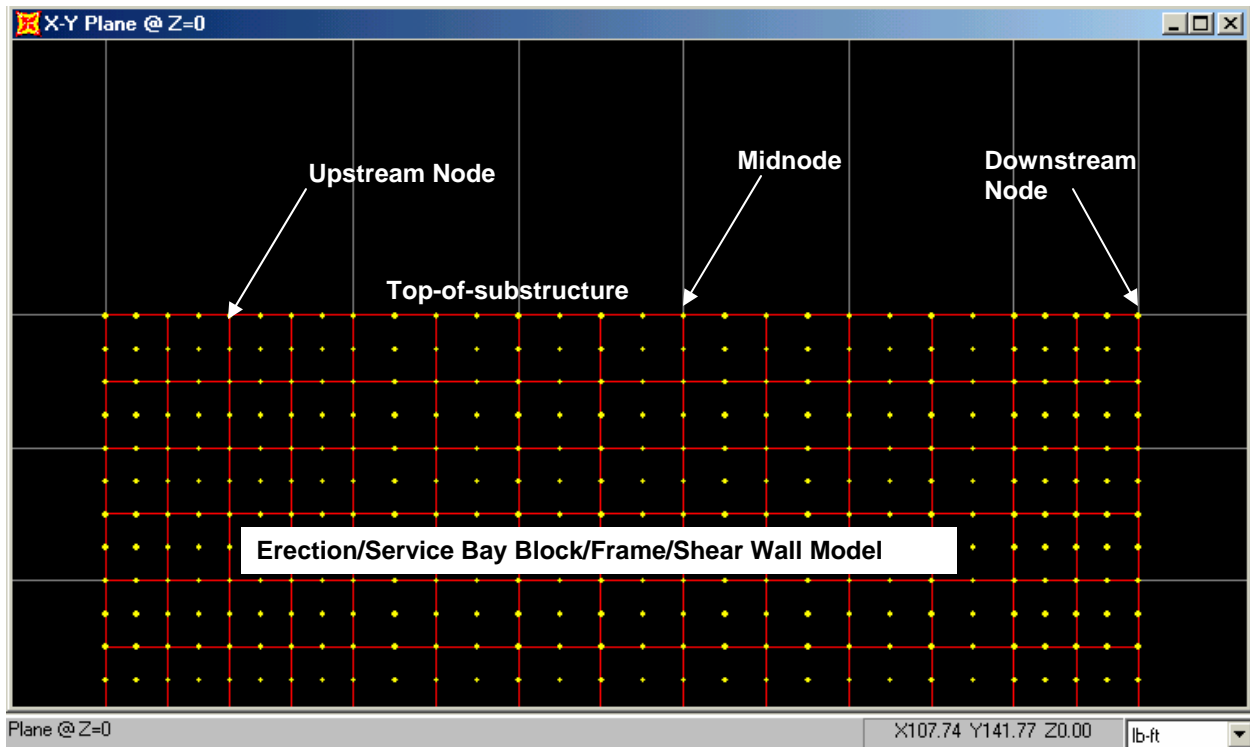 X-Y Plane @ Z=0
Upstream Node
Midnode
Downstream
Node
Top-of-substructure
Erection/Service Bay Block/Frame/Shear Wall Model
Plane @ Z=0
X107.74 Y141.77 Z0.00
lb-ft